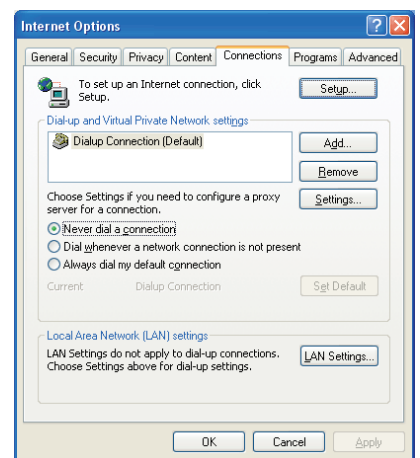 Internet Options
General Security Privacy Content Connections Programs Advanced
To set up an Internet connection, click
Setup.
Setup...
Dial-up and Virtual Private Network settings
Dialup Connection (Default)
Add...
Remove
Choose Settings if you need to configure a proxy
server for a connection.
Settings...
Never dial a connection
Dial whenever a network connection is not present
Always dial my default connection
Current Dialup Connection Set Default
Local Area Network (LAN) settings
LAN Settings do not apply to dial-up connections.
Choose Settings above for dial-up settings.
LAN Settings...
OK Cancel Apply